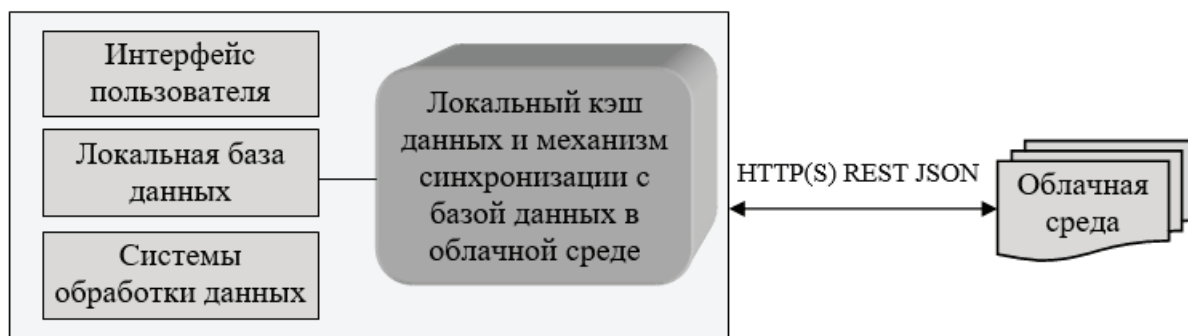 Интерфейс
пользователя
Локальная база
данных
Системы
обработки данных
Локальный кэш
данных и механизм
синхронизации с
базой данных в
облачной среде
HTTP(S) REST JSON
Облачная
среда